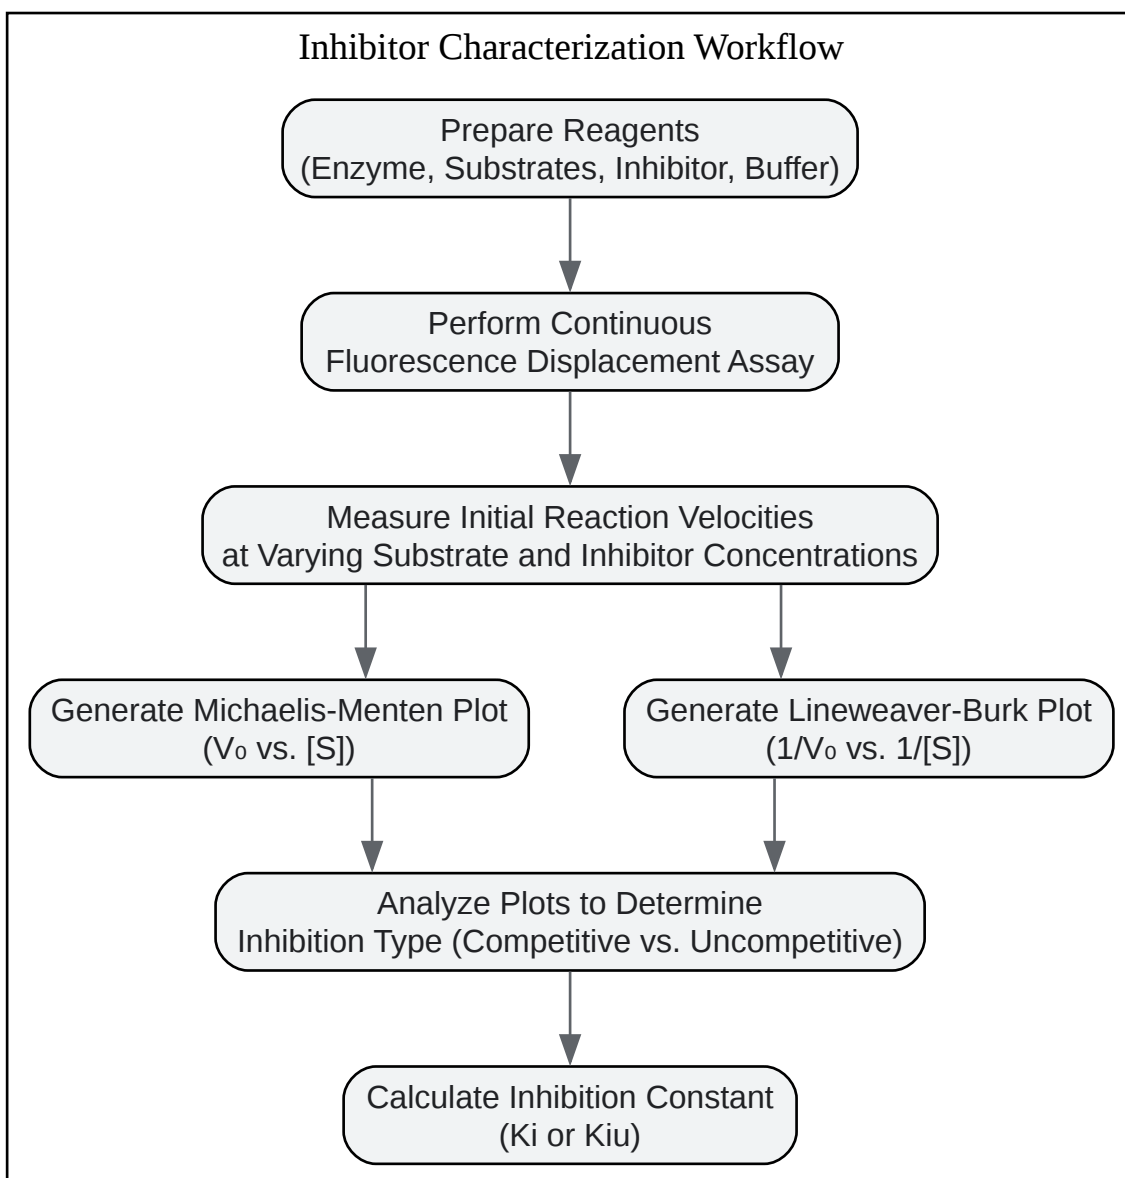 Inhibitor Characterization Workflow
Prepare Reagents
(Enzyme, Substrates, Inhibitor, Buffer)
Perform Continuous
Fluorescence Displacement Assay
Measure Initial Reaction Velocities
at Varying Substrate and Inhibitor Concentrations
Generate Michaelis-Menten Plot
(V₀ vs. [S])
Generate Lineweaver-Burk Plot
(1/V₀ vs. 1/[S])
Analyze Plots to Determine
Inhibition Type (Competitive vs. Uncompetitive)
Calculate Inhibition Constant
(Ki or Kiu)